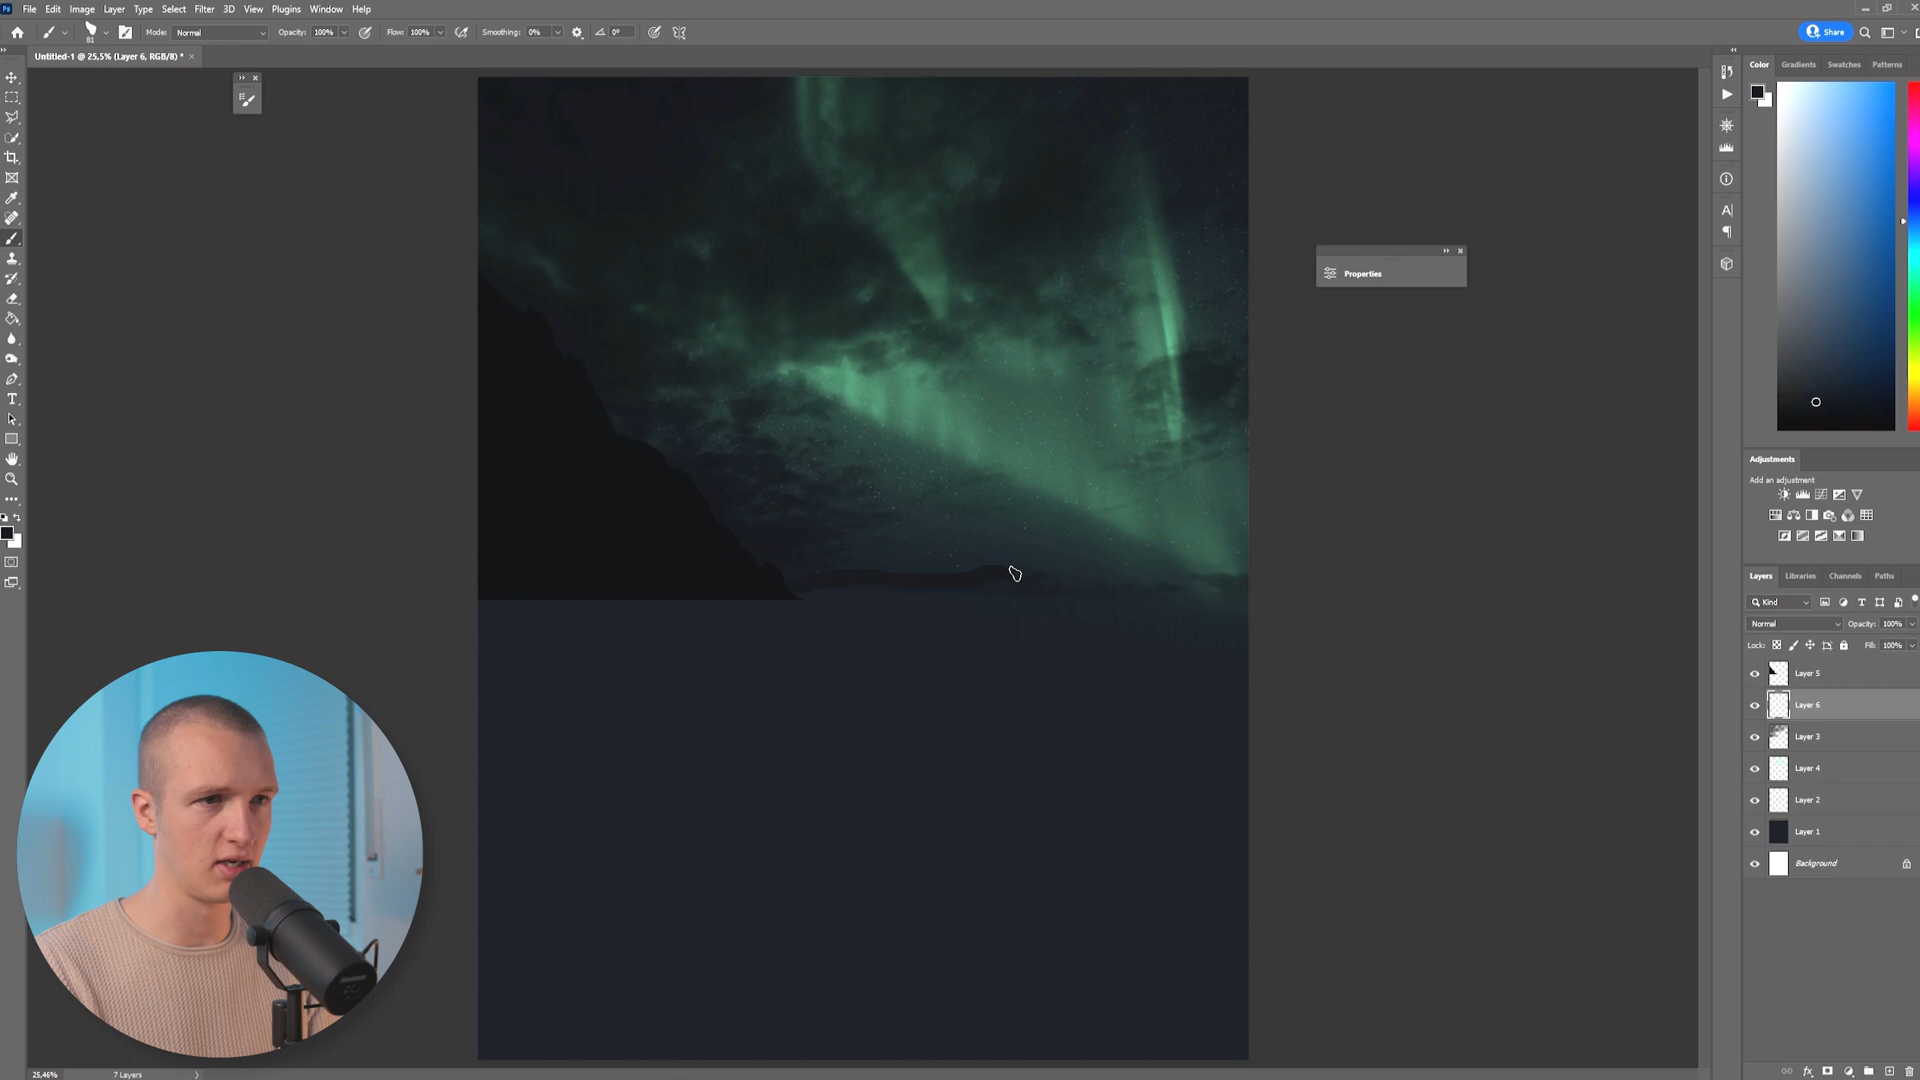 Ps File Edit Image Layer Type Select Filter 3D View Plugins Window Help
81 Mode: Normal Opacity: 100% Flow: 100% Smoothing: 0% 0° Share
Untitled-1 @ 25,5% (Layer 6, RGB/8) *
Color Gradients Swatches Patterns
Properties
Adjustments
Add an adjustment
Layers Libraries Channels Paths
Kind
Normal Opacity: 100%
Lock: Fill: 100%
Layer 5
Layer 6
Layer 3
Layer 4
Layer 2
Layer 1
Background
25,46% 7 Layers